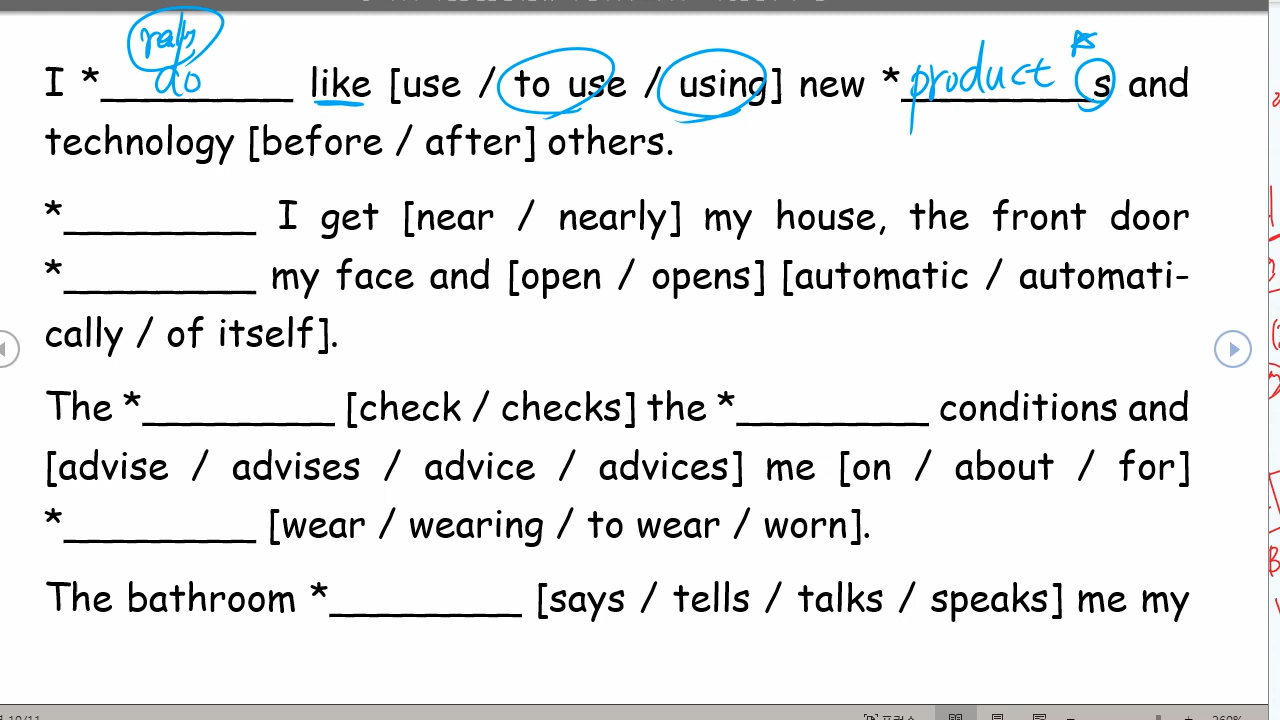 really
I *do like [use / to use / using] new *products and
technology [before / after] others.
*________ I get [near / nearly] my house, the front door
*________ my face and [open / opens] [automatic / automati-
cally / of itself].
The *________ [check / checks] the *________ conditions and
[advise / advises / advice / advices] me [on / about / for]
*________ [wear / wearing / to wear / worn].
The bathroom *________ [says / tells / talks / speaks] me my
260%